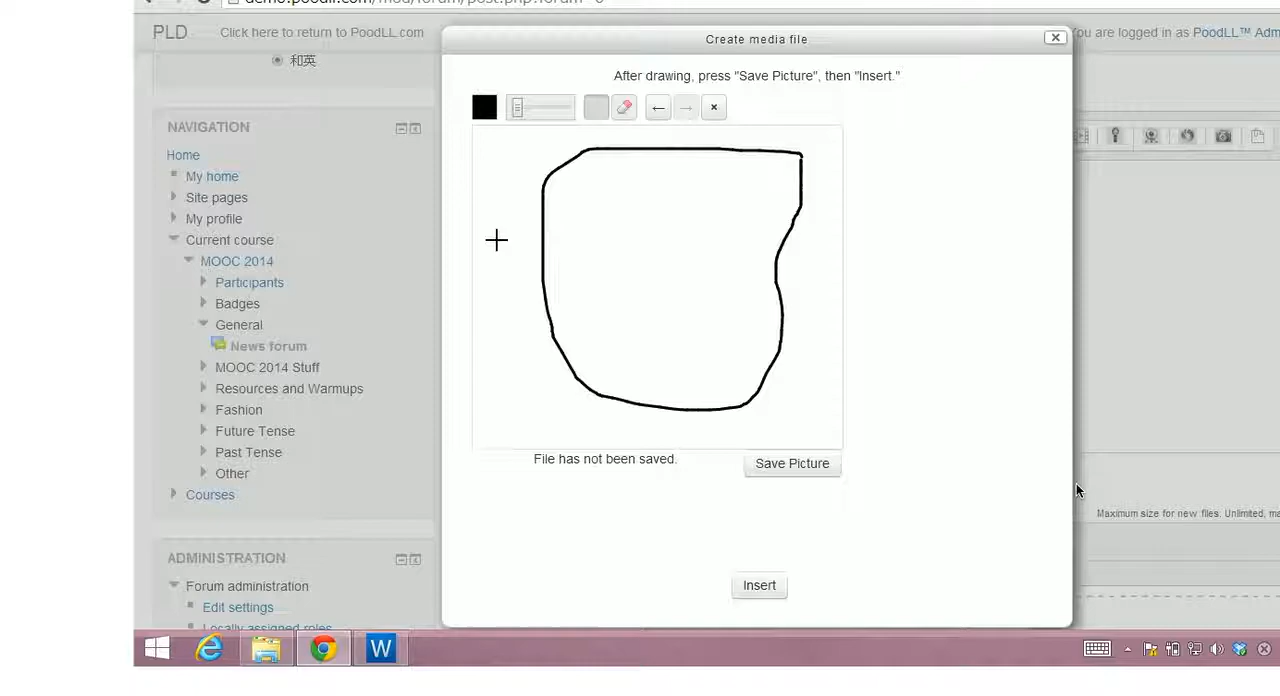 PLD Click here to return to PoodLL.com
You are logged in as PoodLL™ Adm
和英
NAVIGATION
Home
My home
Site pages
My profile
Current course
MOOC 2014
Participants
Badges
General
News forum
MOOC 2014 Stuff
Resources and Warmups
Fashion
Future Tense
Past Tense
Other
Courses
ADMINISTRATION
Forum administration
Edit settings
Locally assigned roles
Create media file
After drawing, press "Save Picture", then "Insert."
File has not been saved.
Save Picture
Insert
Maximum size for new files: Unlimited, ma